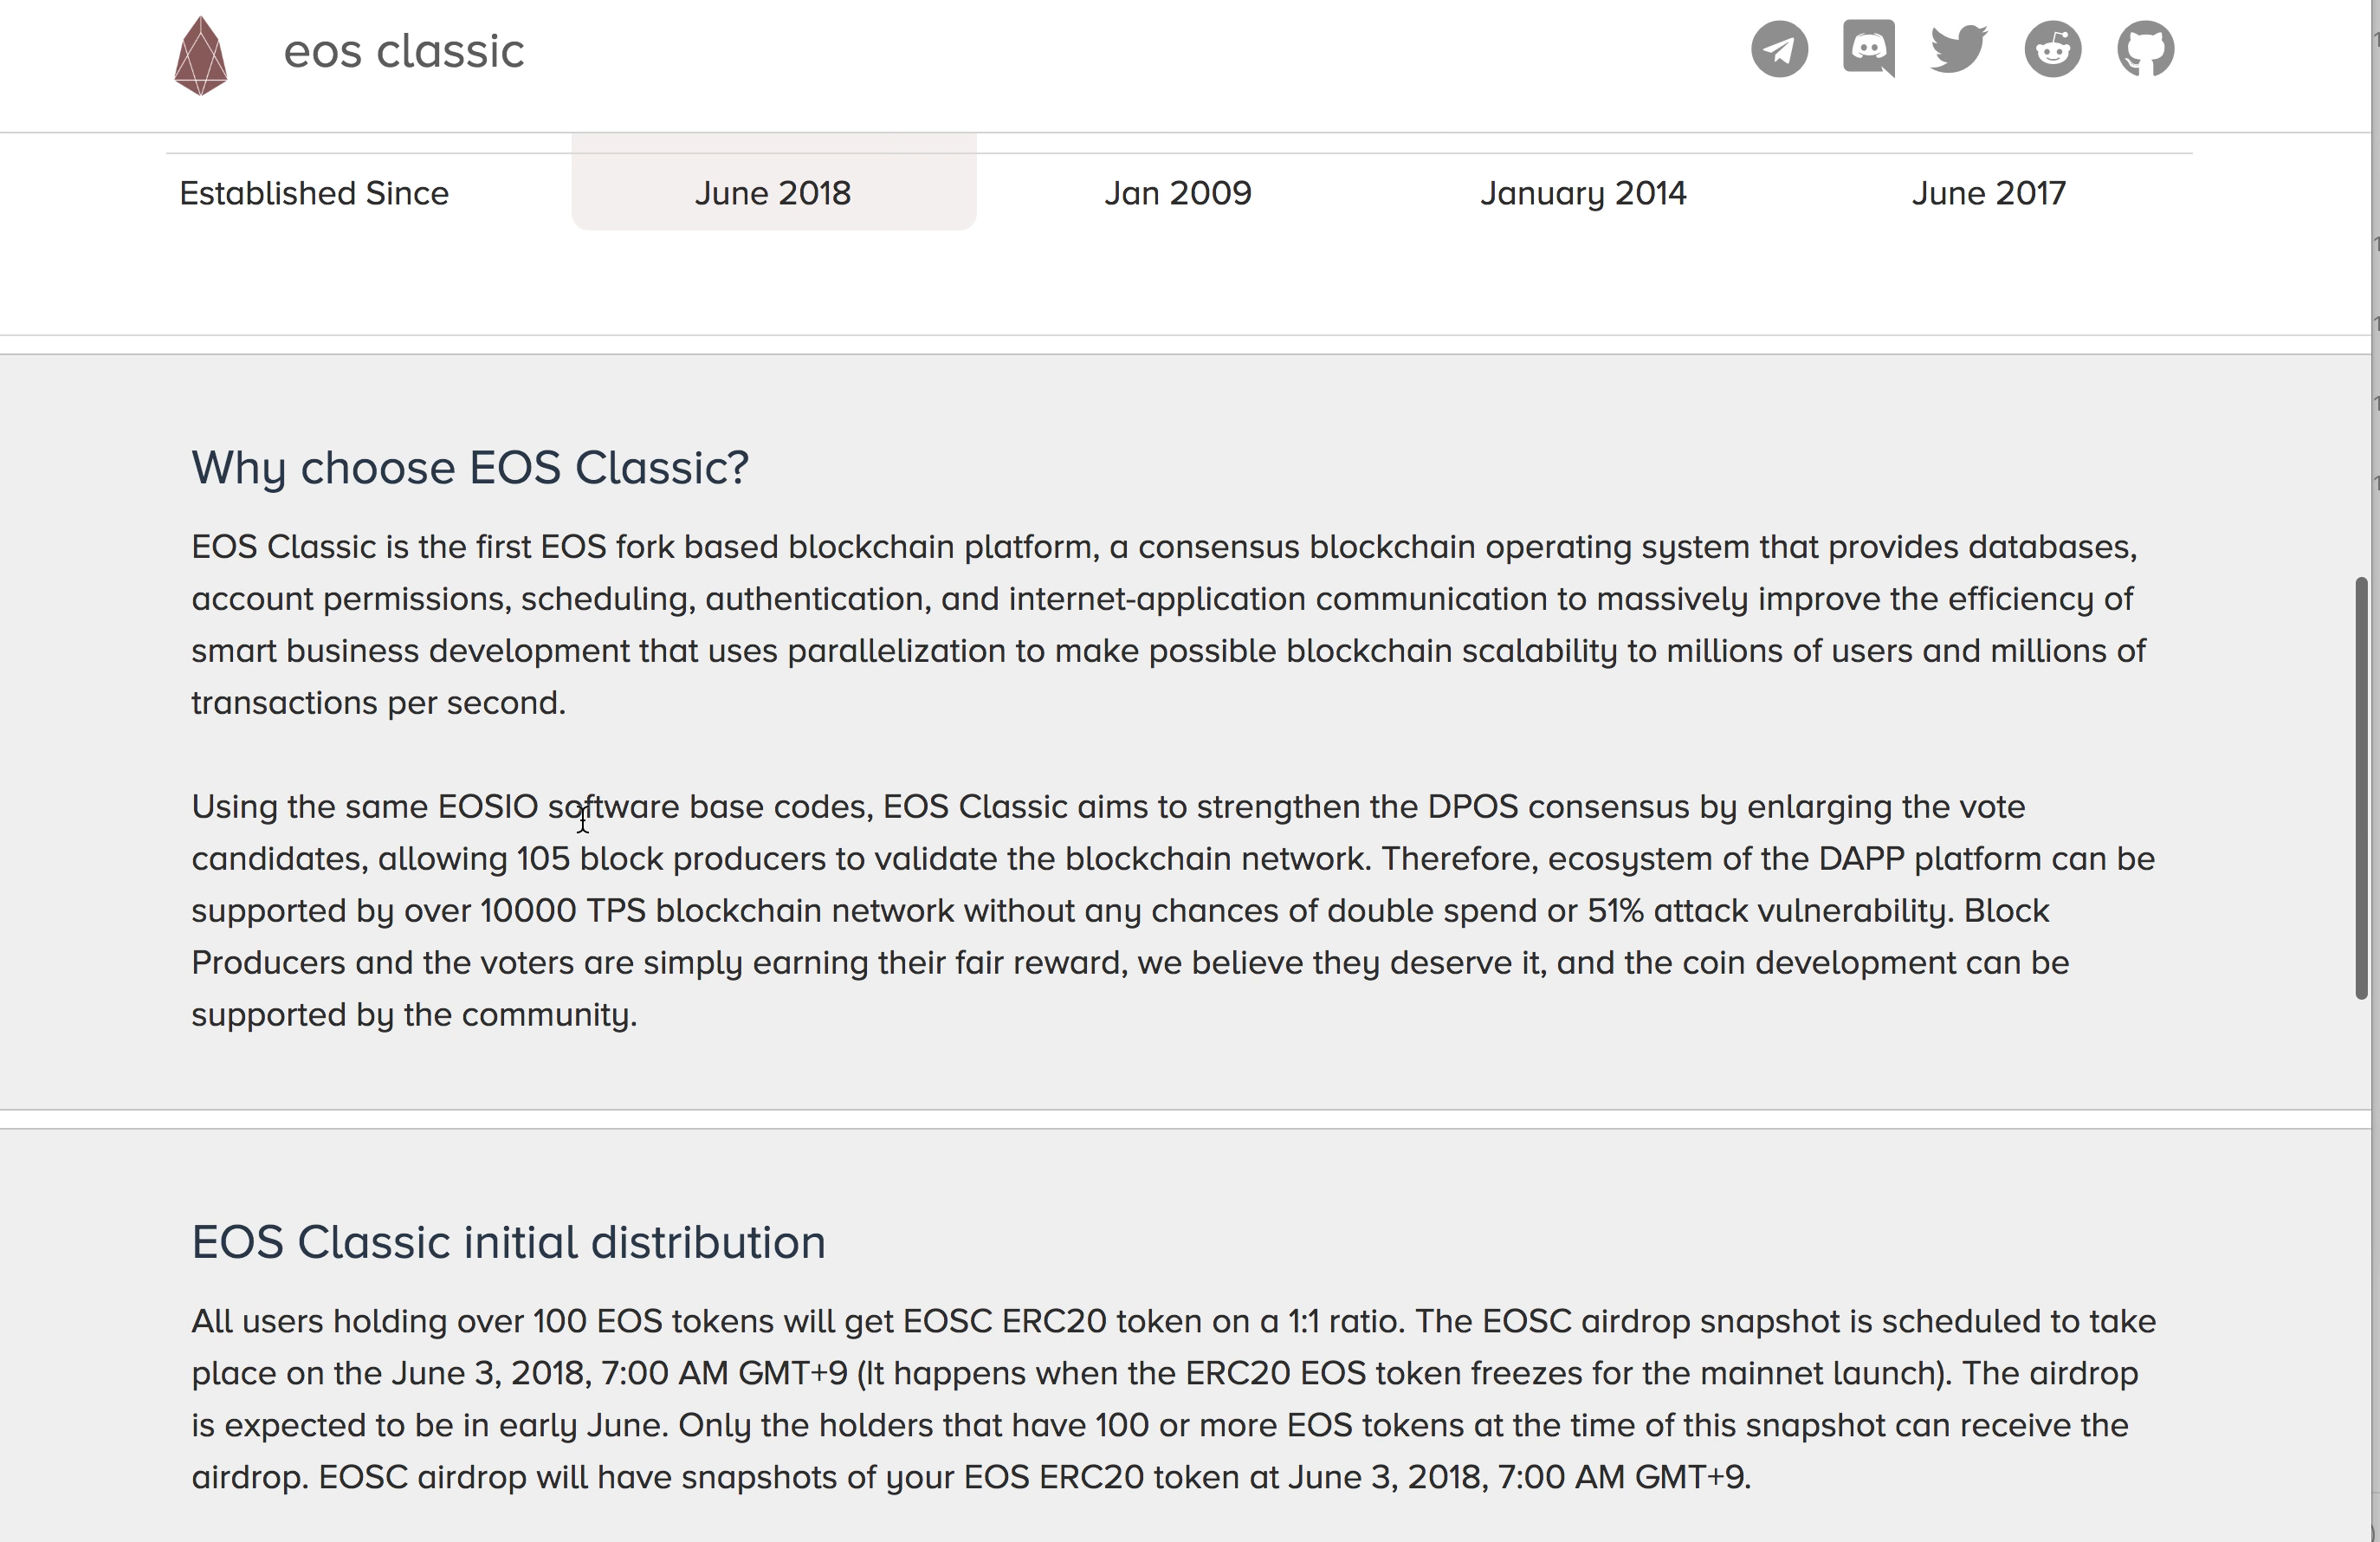 eos classic
Established Since June 2018 Jan 2009 January 2014 June 2017
Why choose EOS Classic?
EOS Classic is the first EOS fork based blockchain platform, a consensus blockchain operating system that provides databases,
account permissions, scheduling, authentication, and internet-application communication to massively improve the efficiency of
smart business development that uses parallelization to make possible blockchain scalability to millions of users and millions of
transactions per second.
Using the same EOSIO software base codes, EOS Classic aims to strengthen the DPOS consensus by enlarging the vote
candidates, allowing 105 block producers to validate the blockchain network. Therefore, ecosystem of the DAPP platform can be
supported by over 10000 TPS blockchain network without any chances of double spend or 51% attack vulnerability. Block
Producers and the voters are simply earning their fair reward, we believe they deserve it, and the coin development can be
supported by the community.
EOS Classic initial distribution
All users holding over 100 EOS tokens will get EOSC ERC20 token on a 1:1 ratio. The EOSC airdrop snapshot is scheduled to take
place on the June 3, 2018, 7:00 AM GMT+9 (It happens when the ERC20 EOS token freezes for the mainnet launch). The airdrop
is expected to be in early June. Only the holders that have 100 or more EOS tokens at the time of this snapshot can receive the
airdrop. EOSC airdrop will have snapshots of your EOS ERC20 token at June 3, 2018, 7:00 AM GMT+9.